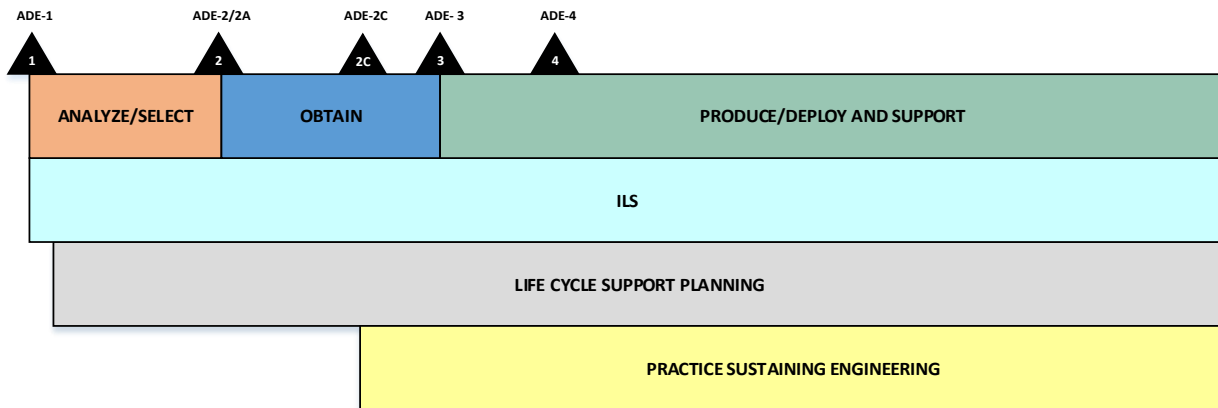 ADE-1 ADE-2/2A ADE-2C ADE- 3 ADE-4
1 2 2C 3 4
ANALYZE/SELECT OBTAIN PRODUCE/DEPLOY AND SUPPORT
ILS
LIFE CYCLE SUPPORT PLANNING
PRACTICE SUSTAINING ENGINEERING